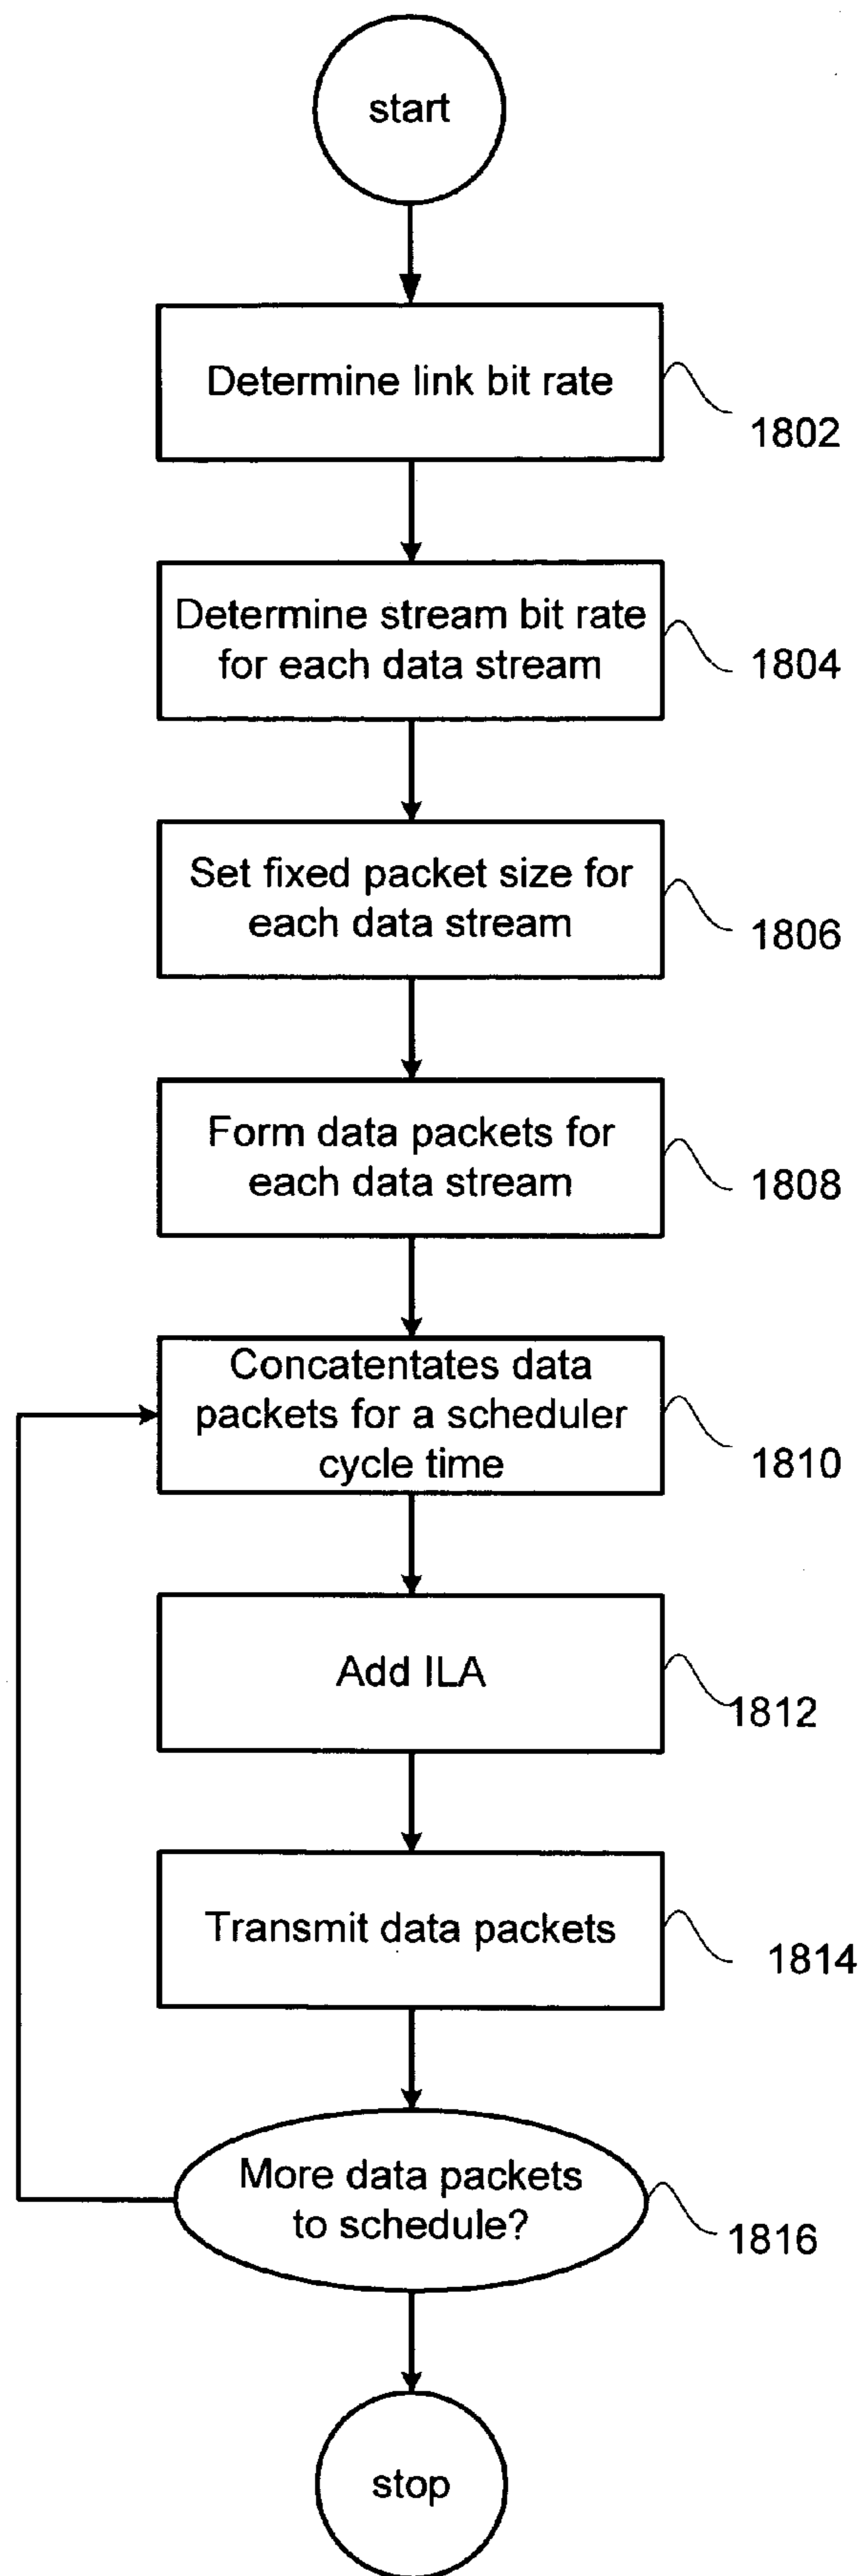 start
Determine link bit rate
1802
Determine stream bit rate
for each data stream
1804
Set fixed packet size for
each data stream
1806
Form data packets for
each data stream
1808
Concatentates data
packets for a scheduler
cycle time
1810
Add ILA
1812
Transmit data packets
1814
More data packets
to schedule?
1816
stop